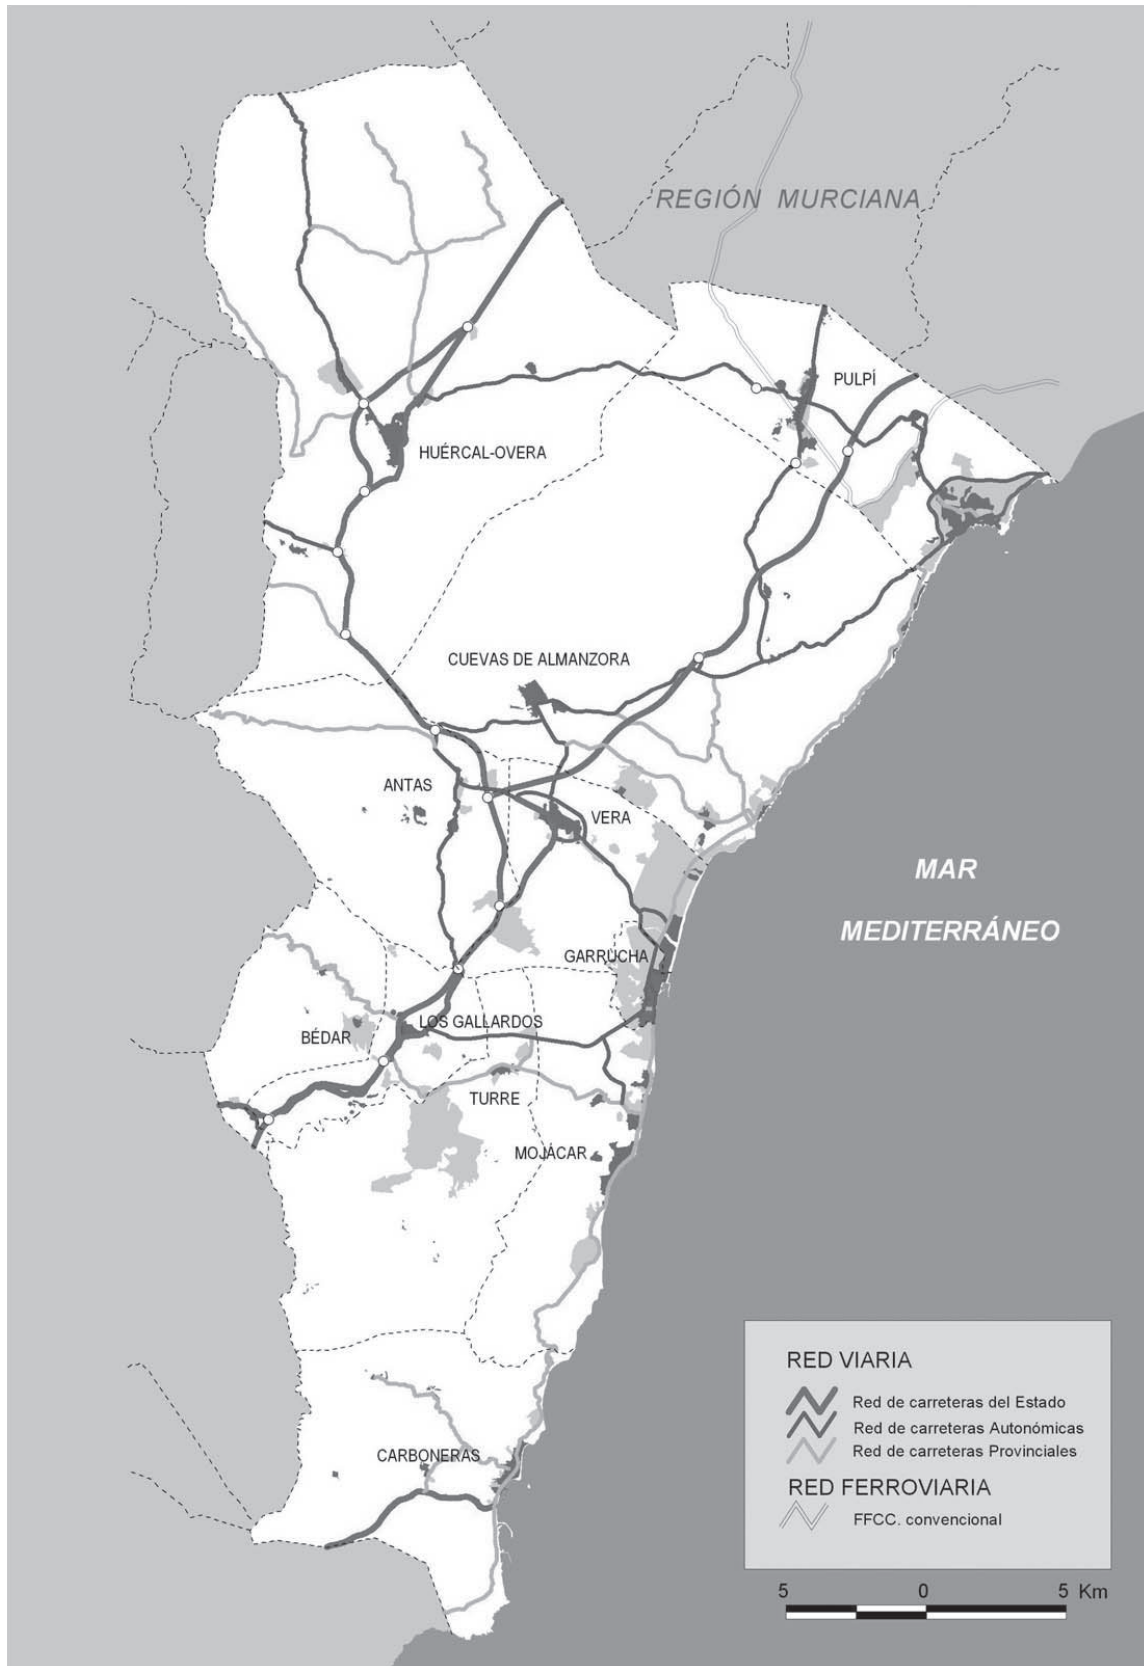 REGIÓN MURCIANA
PULPÍ
HUÉRCAL-OVERA
CUEVAS DE ALMANZORA
ANTAS
VERA
MAR
MEDITERRÁNEO
GARRUCHA
LOS GALLARDOS
BÉDAR
TURRE
MOJÁCAR
CARBONERAS
RED VIARIA
Red de carreteras del Estado
Red de carreteras Autonómicas
Red de carreteras Provinciales
RED FERROVIARIA
FFCC. convencional
5 0 5 Km